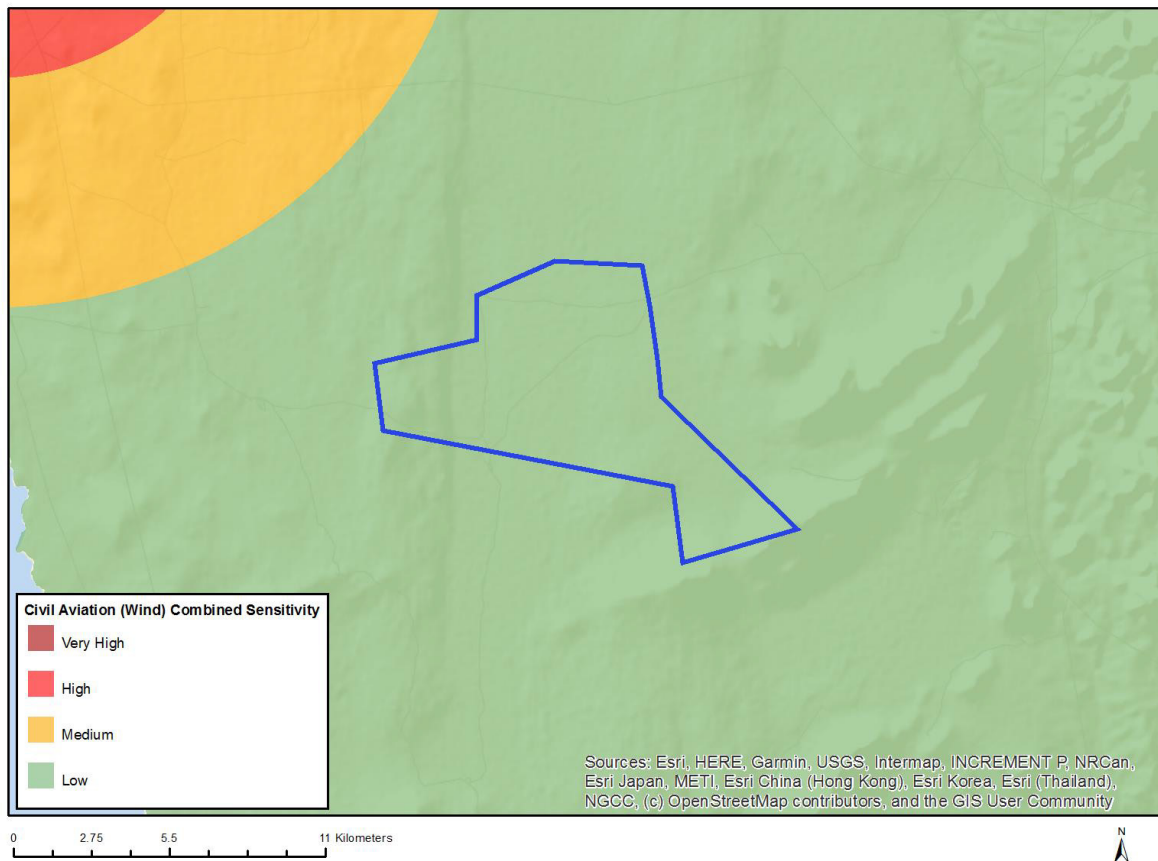 Civil Aviation (Wind) Combined Sensitivity
Very High
High
Medium
Low
Sources: Esri, HERE, Garmin, USGS, Intermap, INCREMENT P, NRCan,
Esri Japan, METI, Esri China (Hong Kong), Esri Korea, Esri (Thailand),
NGCC, (c) OpenStreetMap contributors, and the GIS User Community
0 2.75 5.5 11 Kilometers
N